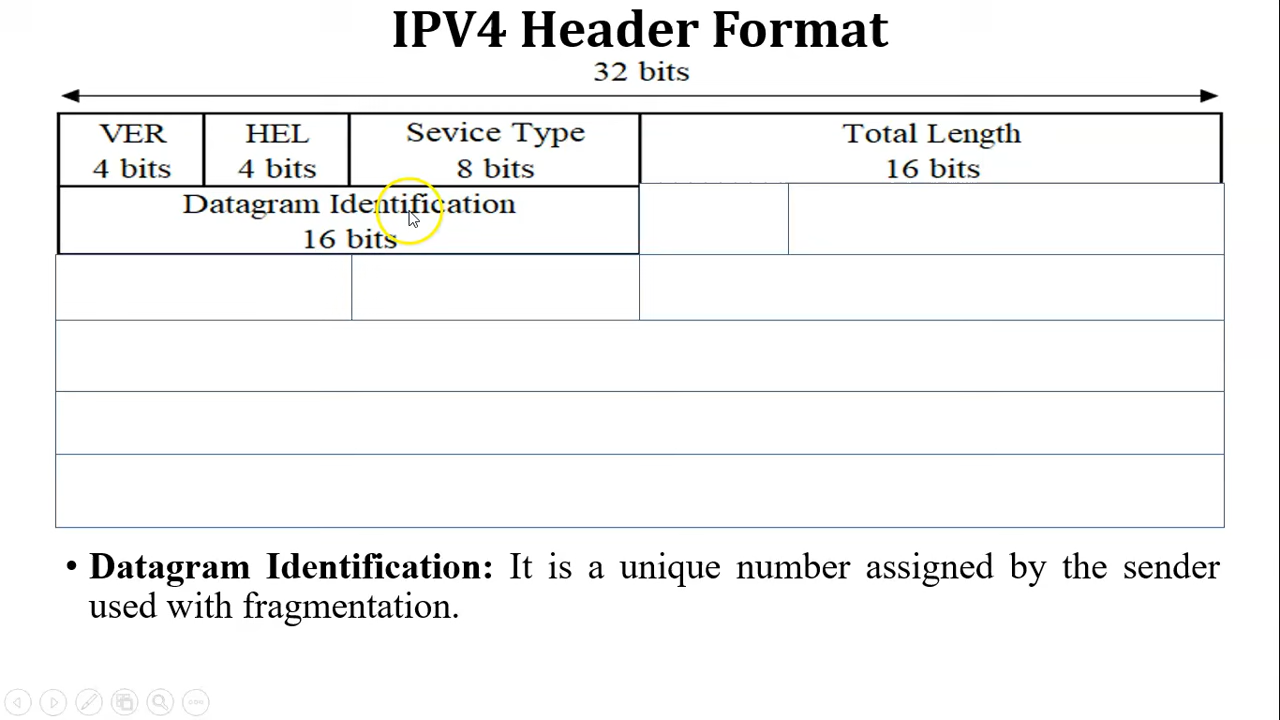 IPV4 Header Format
32 bits
VER HEL Sevice Type Total Length
4 bits 4 bits 8 bits 16 bits
Datagram Identification
16 bits
• Datagram Identification: It is a unique number assigned by the sender
used with fragmentation.